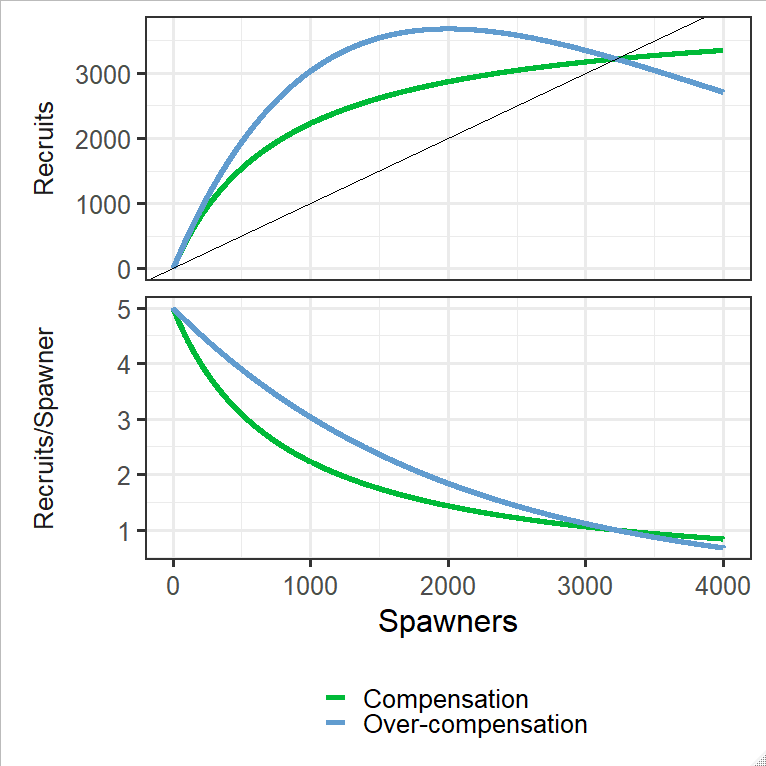 Recruits
3000
2000
1000
0
Recruits/Spawner
5
4
3
2
1
0 1000 2000 3000 4000
Spawners
Compensation
Over-compensation